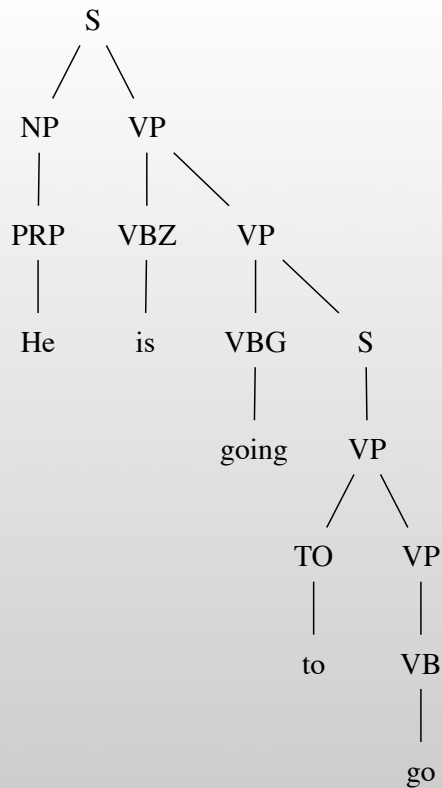 S
NP VP
PRP VBZ VP
He is VBG S
going VP
TO VP
to VB
go